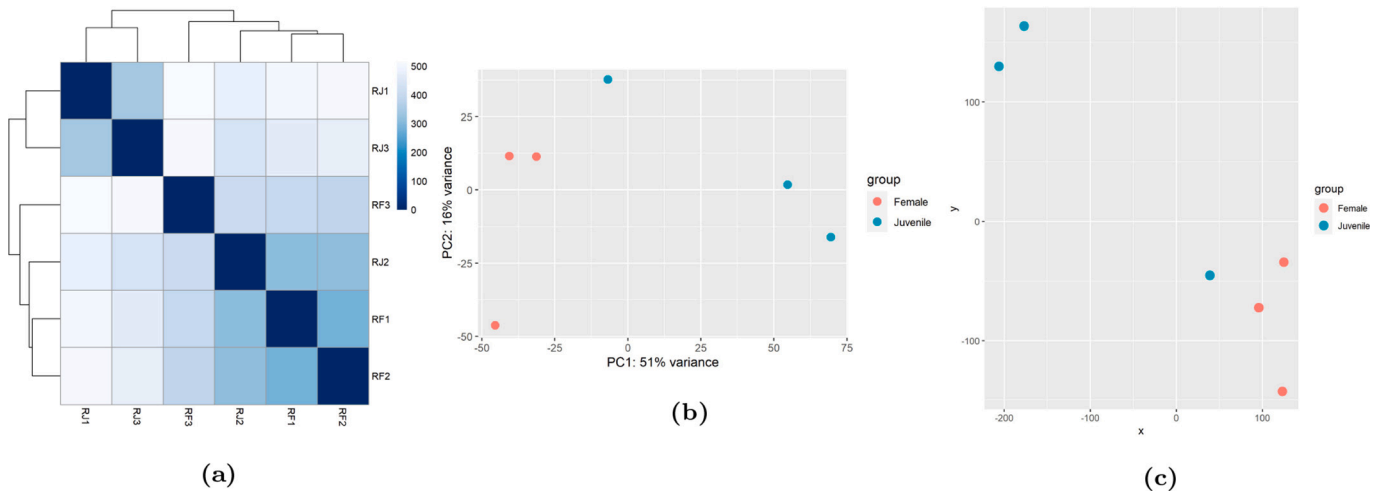 500
400
300
200
100
0
RJ1
RJ3
RF3
RJ2
RF1
RF2
RJ1
RJ3
RF3
RJ2
RF1
RF2
(a)
PC2: 16% variance
25
0
-25
-50
-50
-25
0
25
50
75
PC1: 51% variance
group
Female
Juvenile
(b)
y
100
0
-100
-200
-100
0
100
x
group
Female
Juvenile
(c)